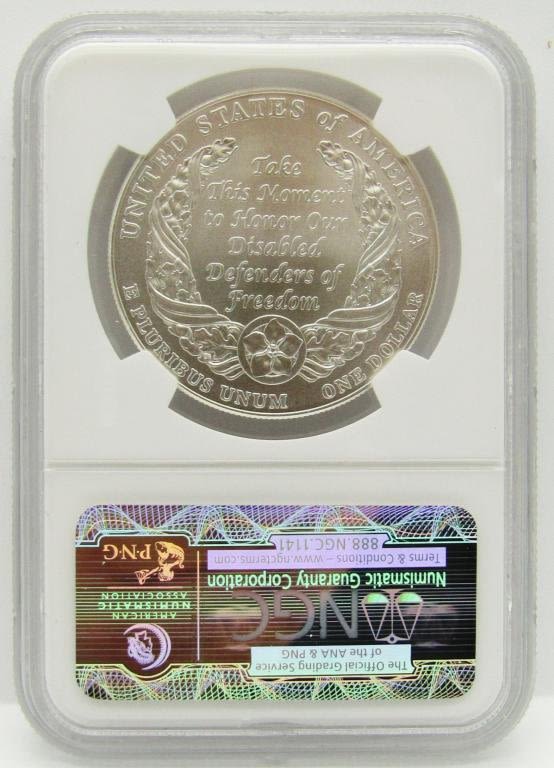 UNITED STATES of AMERICA
Take
This Moment
to Honor Our
Disabled
Defenders of
Freedom
E PLURIBUS UNUM
ONE DOLLAR
The Official Grading Service
of the ANA & PNG
NGC
Numismatic Guaranty Corporation
Terms & Conditions – www.ngcterms.com
888.NGC.1141
AMERICAN
NUMISMATIC
ASSOCIATION
P·N·G